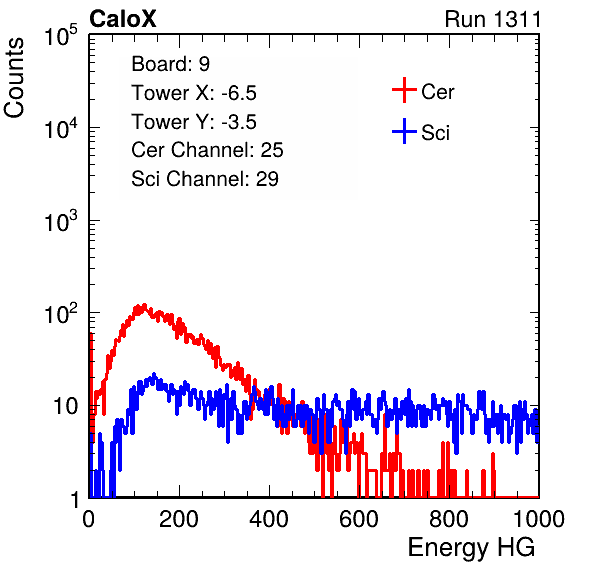 CaloX Run 1311
Counts
10^5
10^4
10^3
10^2
10
1
Board: 9
Tower X: -6.5
Tower Y: -3.5
Cer Channel: 25
Sci Channel: 29
Cer
Sci
0 200 400 600 800 1000
Energy HG